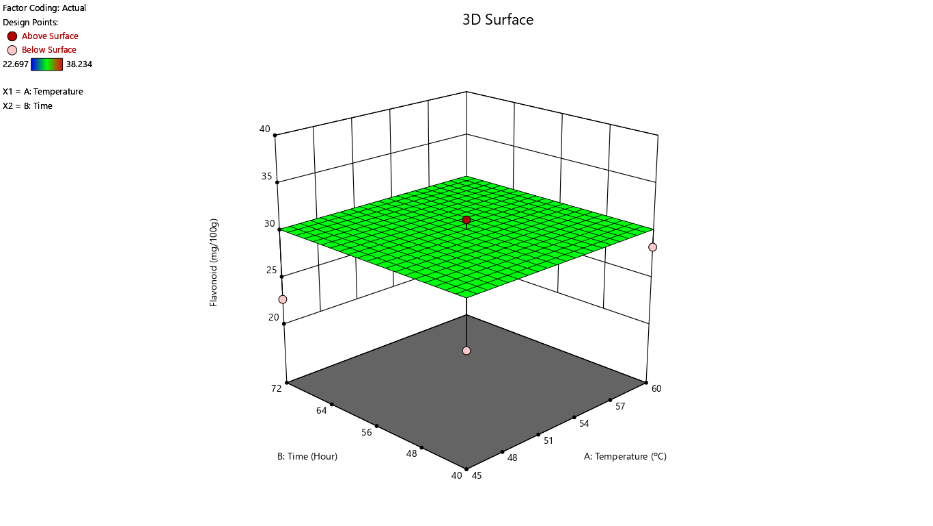 Factor Coding: Actual
3D Surface
Design Points:
Above Surface
Below Surface
22.697 38.234
X1 = A: Temperature
X2 = B: Time
40
35
30
25
20
Flavonoid (mg/100g)
72
64
56
48
40
B: Time (Hour)
45
48
51
54
57
60
A: Temperature (ºC)